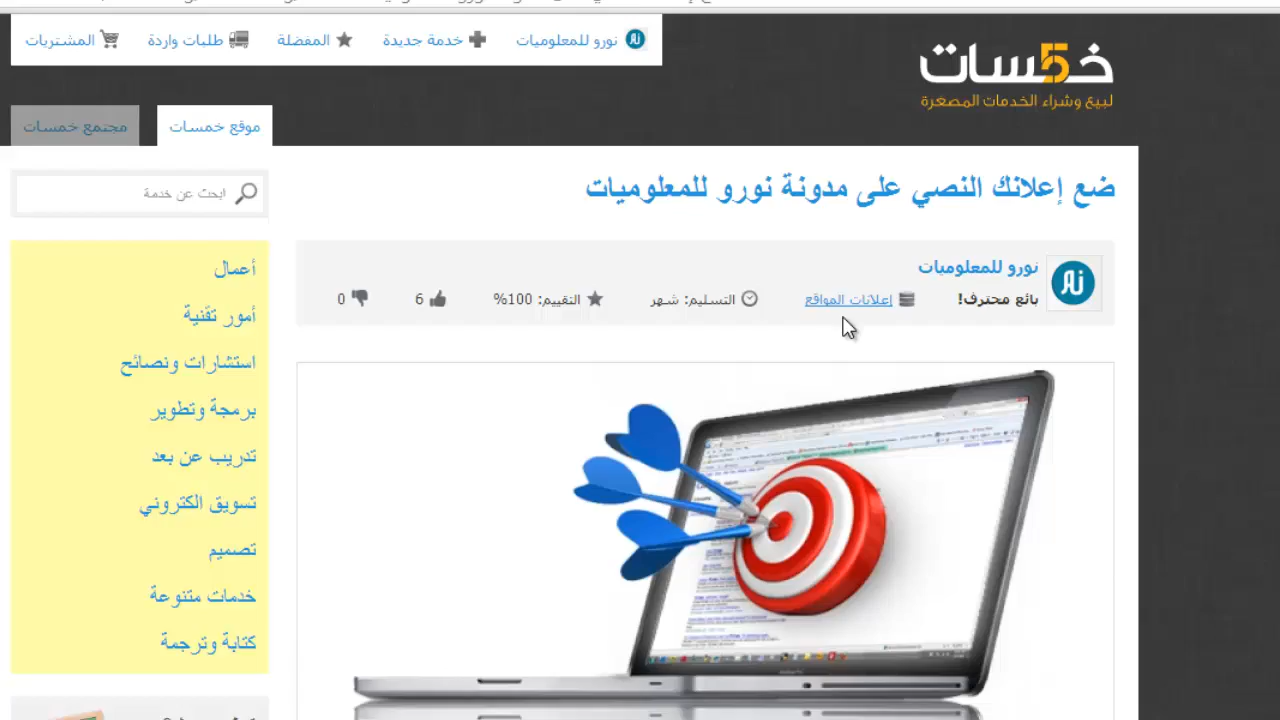 نورو للمعلوميات
خدمة جديدة
المفضلة
طلبات واردة
المشتريات
خ5سات
لبيع وشراء الخدمات المصغرة
موقع خمسات
مجتمع خمسات
ضع إعلانك النصي على مدونة نورو للمعلوميات
نورو للمعلوميات
بائع محترف!
إعلانات المواقع
التسليم: شهر
التقييم: 100%
6
0
ابحث عن خدمة
أعمال
أمور تقنية
استشارات ونصائح
برمجة وتطوير
تدريب عن بعد
تسويق الكتروني
تصميم
خدمات متنوعة
كتابة وترجمة